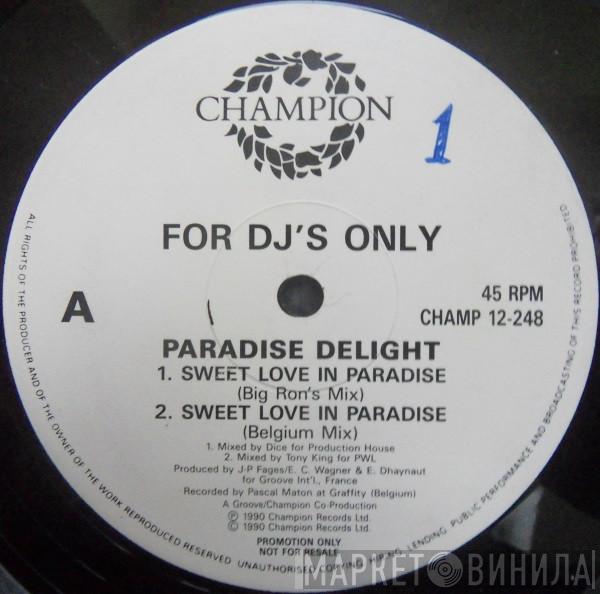 CHAMPION
1
FOR DJ'S ONLY
A
45 RPM
CHAMP 12-248
PARADISE DELIGHT
1. SWEET LOVE IN PARADISE
(Big Ron's Mix)
2. SWEET LOVE IN PARADISE
(Belgium Mix)
1. Mixed by Dice for Production House
2. Mixed by Tony King for PWL
Produced by J-P Fages/E. C. Wagner & E. Dhaynaut
for Groove Int'l., France
Recorded by Pascal Maton at Graffity (Belgium)
A Groove/Champion Co-Production
℗ 1990 Champion Records Ltd.
© 1990 Champion Records Ltd.
PROMOTION ONLY
NOT FOR RESALE
ALL RIGHTS OF THE PRODUCER AND OF THE OWNER OF THE WORK REPRODUCED RESERVED. UNAUTHORISED COPYING, HIRING, LENDING, PUBLIC PERFORMANCE AND BROADCASTING OF THIS RECORD PROHIBITED
МАРКЕТ ВИНИЛА